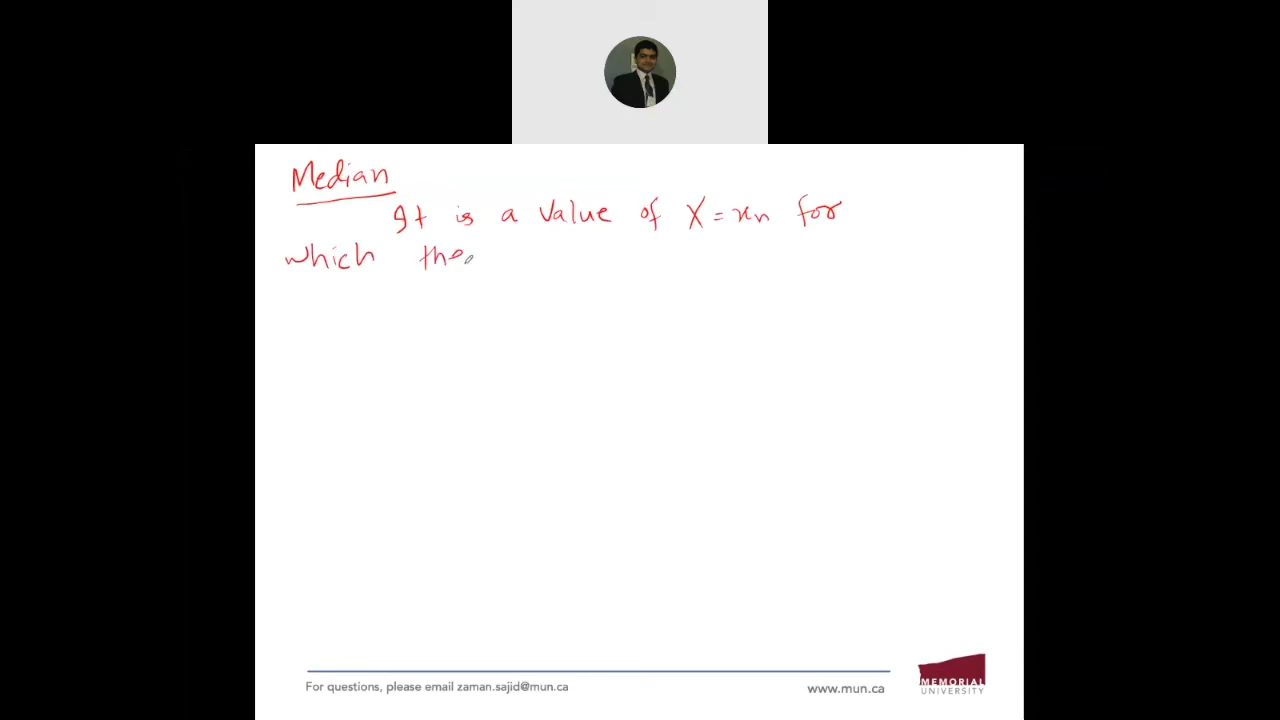 Median
It is a value of X = xn for
which the
For questions, please email zaman.sajid@mun.ca
www.mun.ca
MEMORIAL
UNIVERSITY